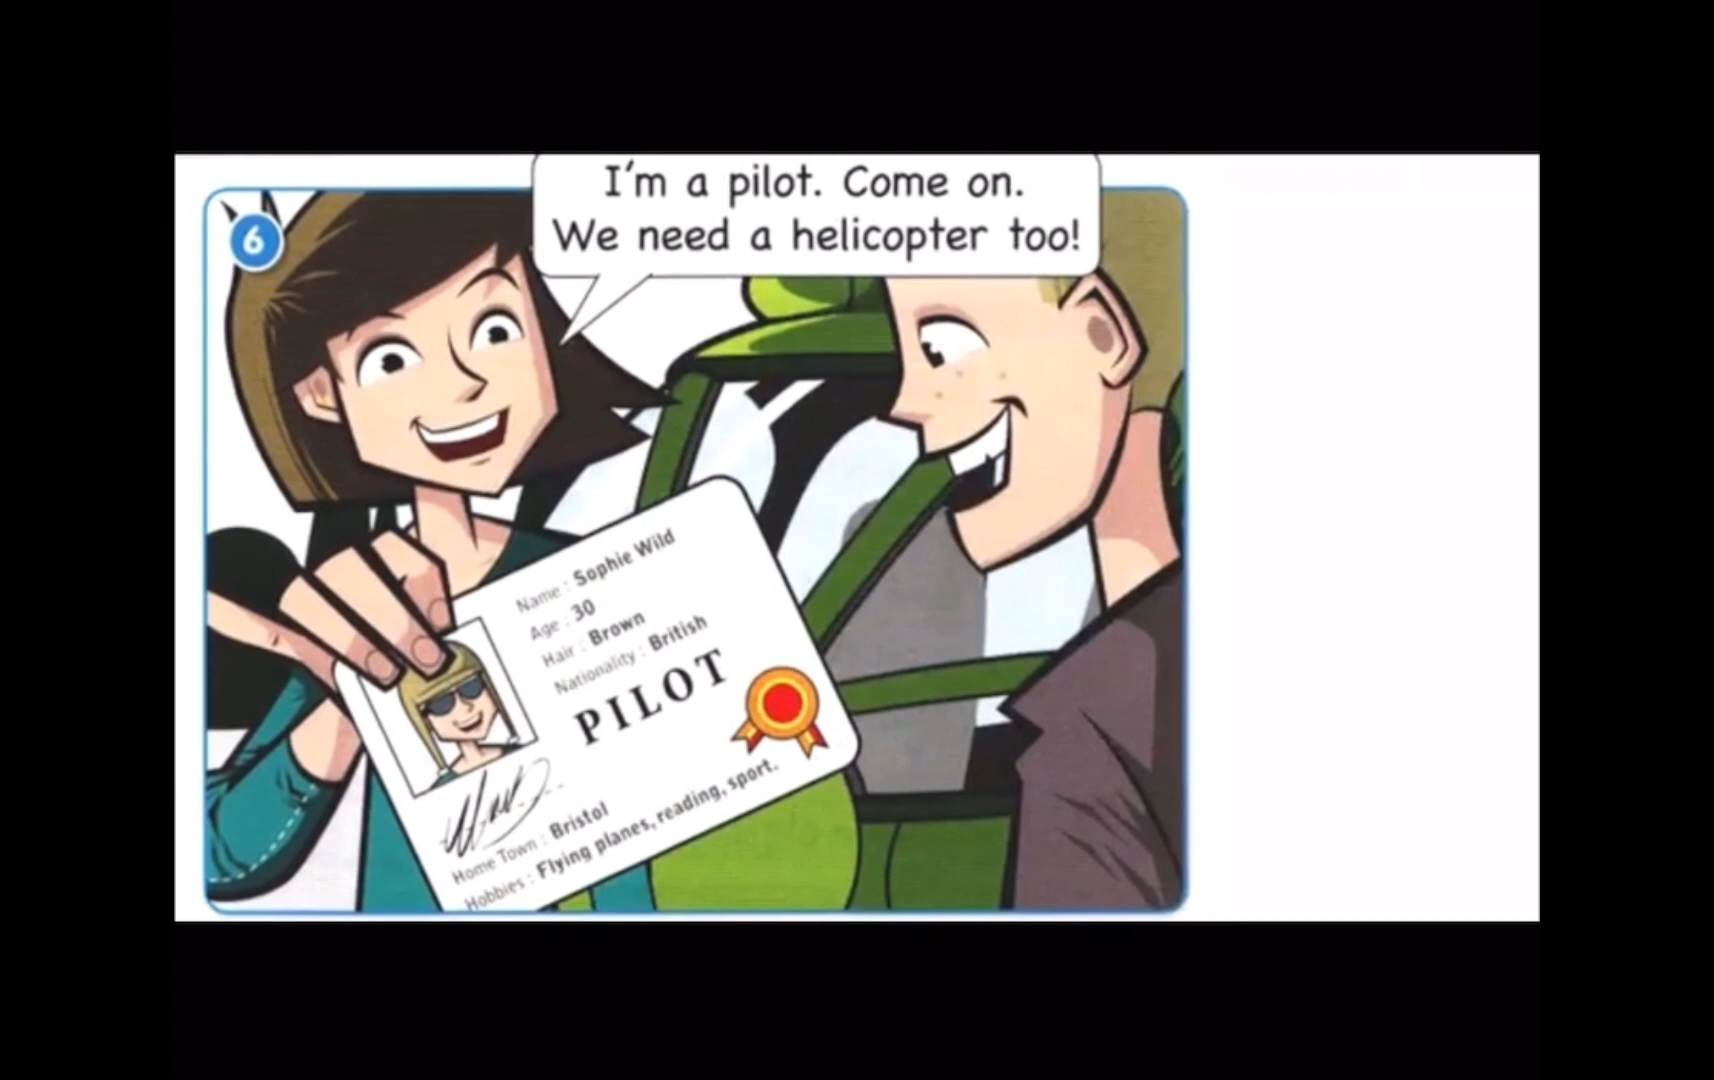 I'm a pilot. Come on.
We need a helicopter too!
6
Name : Sophie Wild
Age : 30
Hair : Brown
Nationality : British
PILOT
Home Town : Bristol
Hobbies : Flying planes, reading, sport.